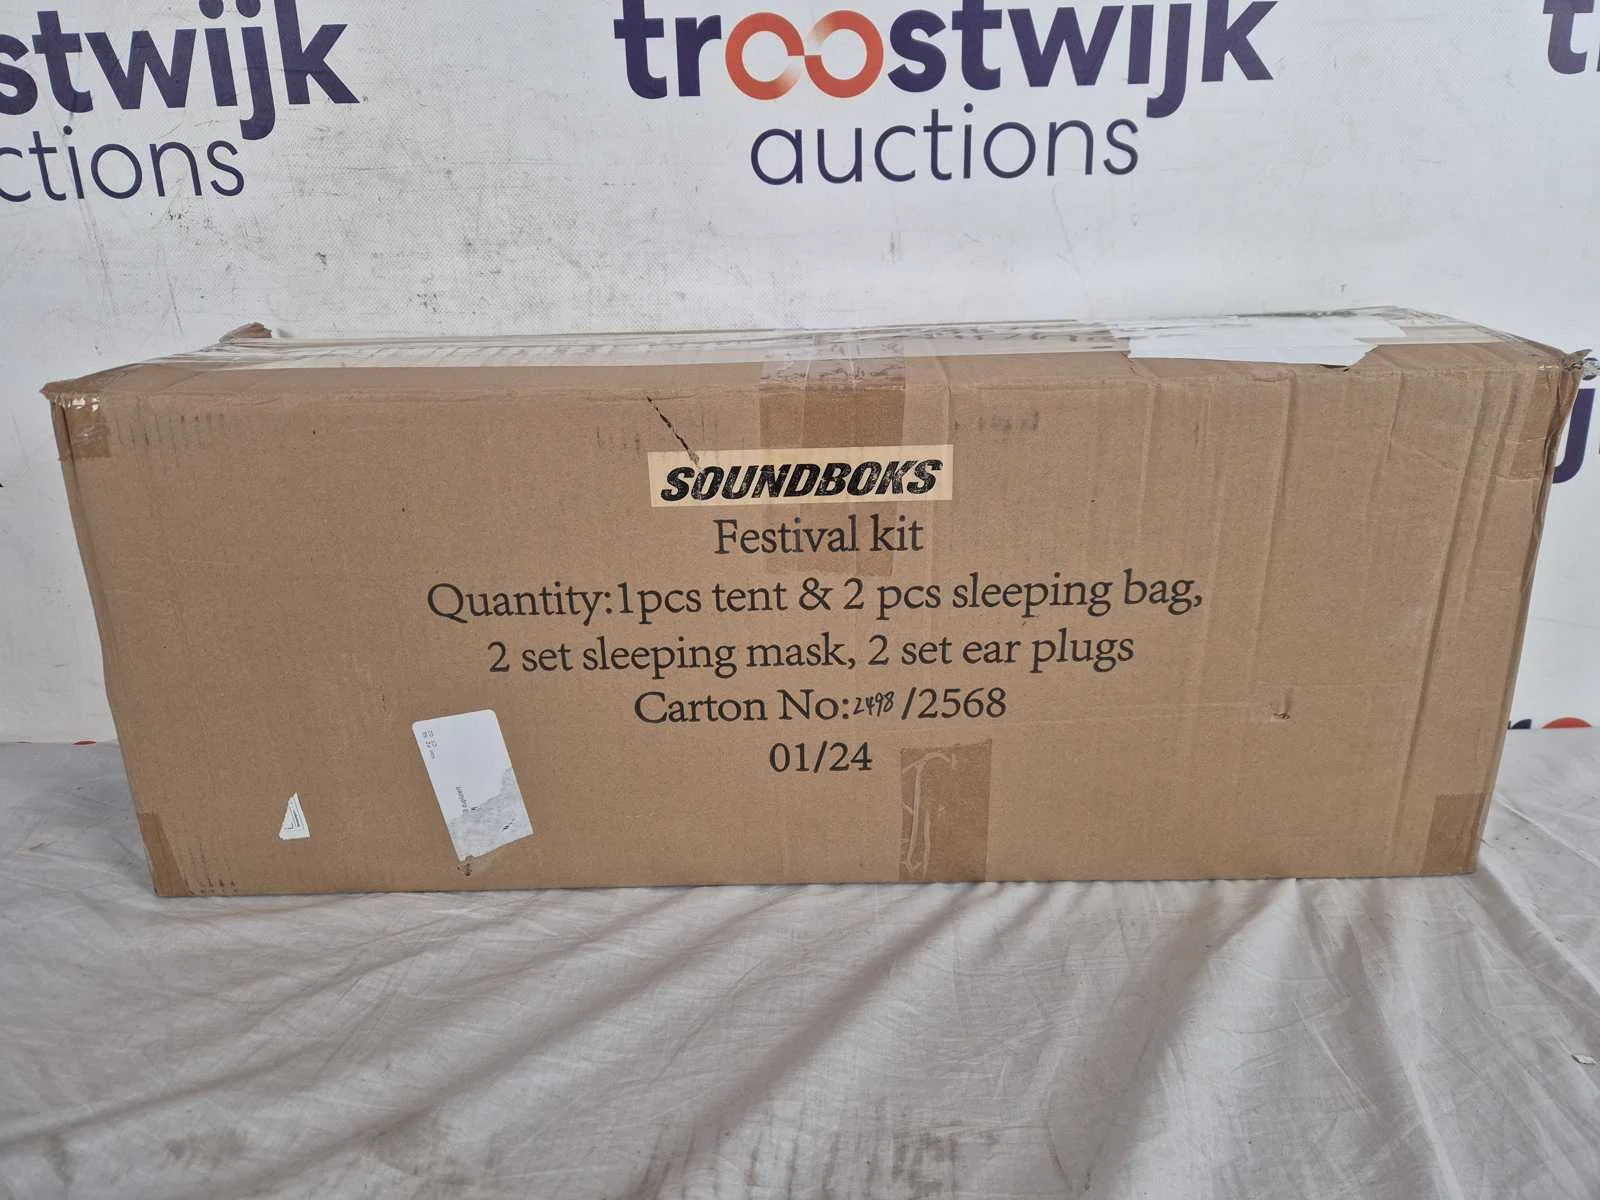 stwijk
ctions
troostwijk
auctions
SOUNDBOKS
Festival kit
Quantity:1pcs tent & 2 pcs sleeping bag,
2 set sleeping mask, 2 set ear plugs
Carton No:2498/2568
01/24